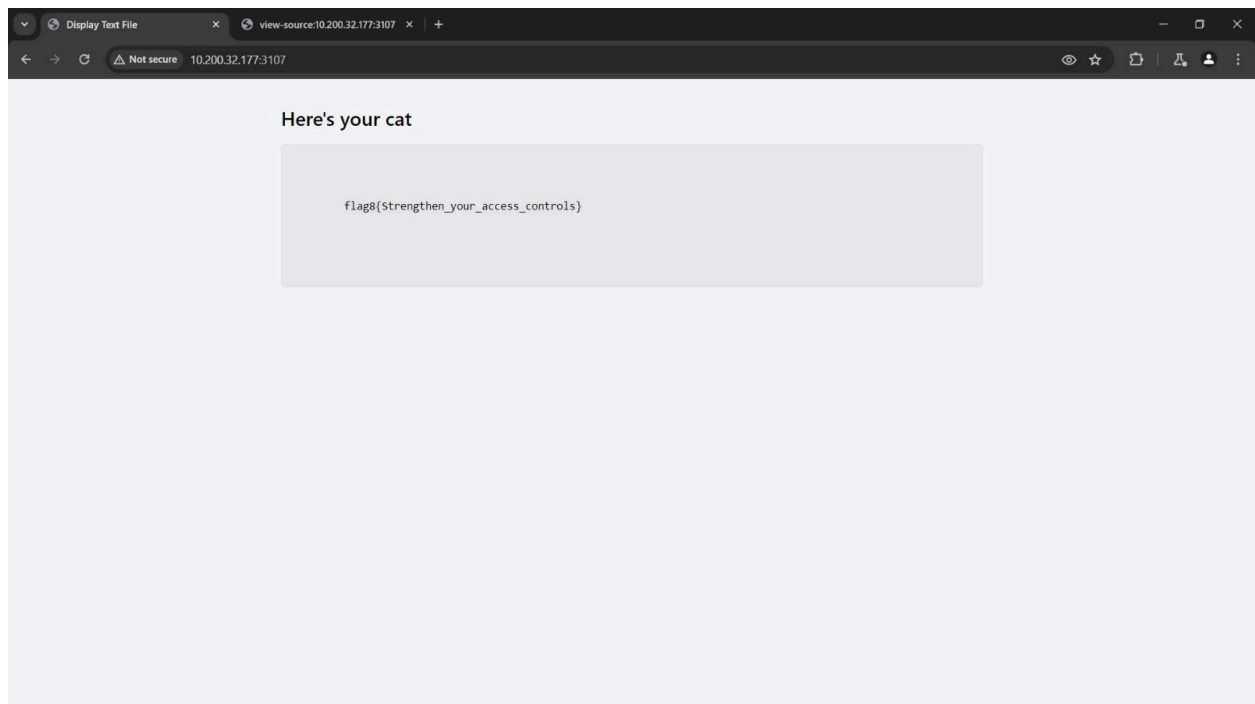 Display Text File
view-source:10.200.32.177:3107
Not secure
10.200.32.177:3107
Here's your cat
flag8{Strengthen_your_access_controls}